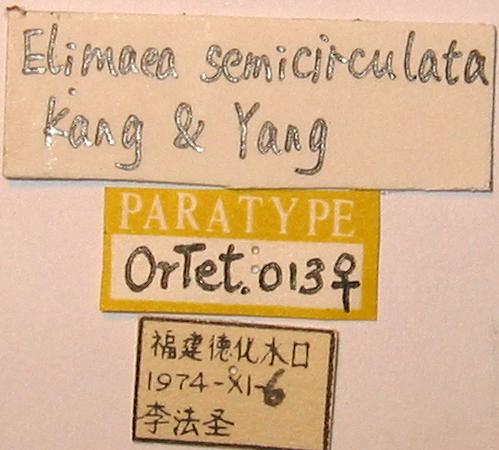 Elimaea semicirculata
Kang & Yang
PARATYPE
OrTet. 013♀
福建德化水口
1974-XI-6
李法圣